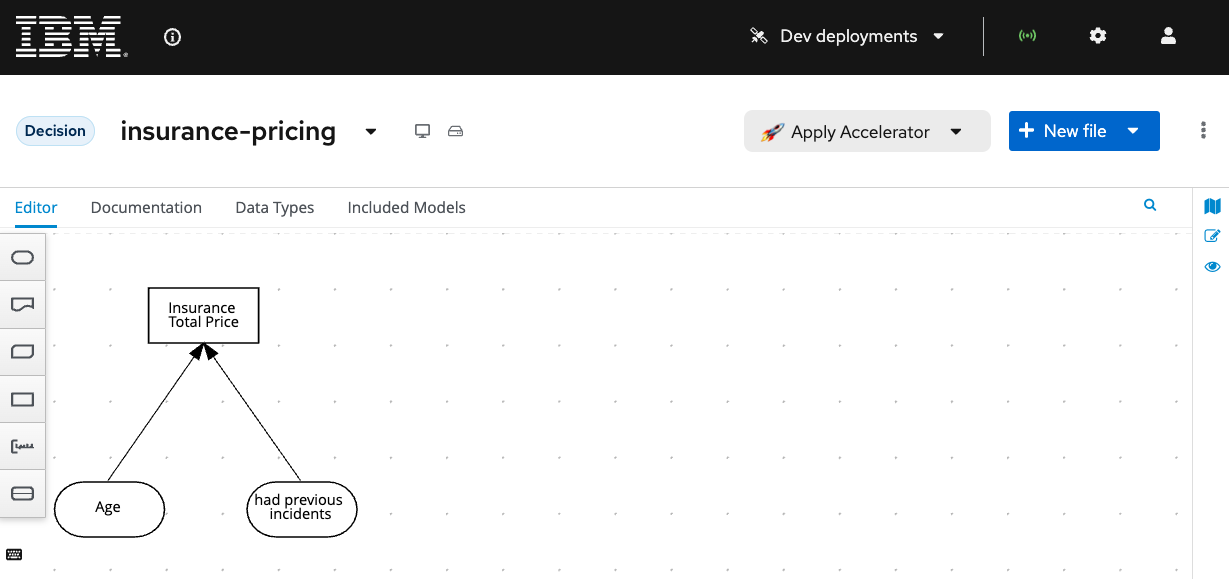 IBM
Dev deployments
Decision
insurance-pricing
Apply Accelerator
New file
Editor
Documentation
Data Types
Included Models
Insurance
Total Price
Age
had previous
incidents